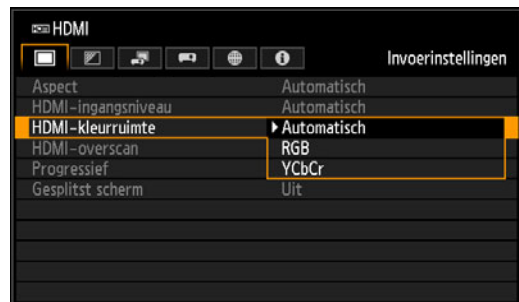 HDMI
Invoerinstellingen
Aspect Automatisch
HDMI-ingangsniveau Automatisch
HDMI-kleurruimte Automatisch
HDMI-overscan RGB
Progressief YCbCr
Gesplitst scherm Uit